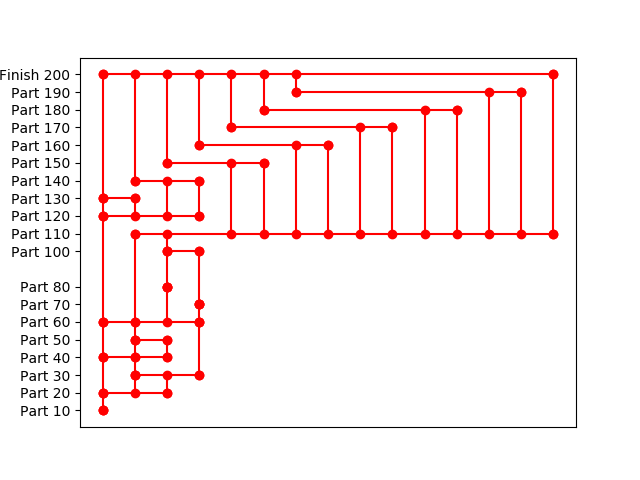 Finish 200
Part 190
Part 180
Part 170
Part 160
Part 150
Part 140
Part 130
Part 120
Part 110
Part 100
Part 80
Part 70
Part 60
Part 50
Part 40
Part 30
Part 20
Part 10